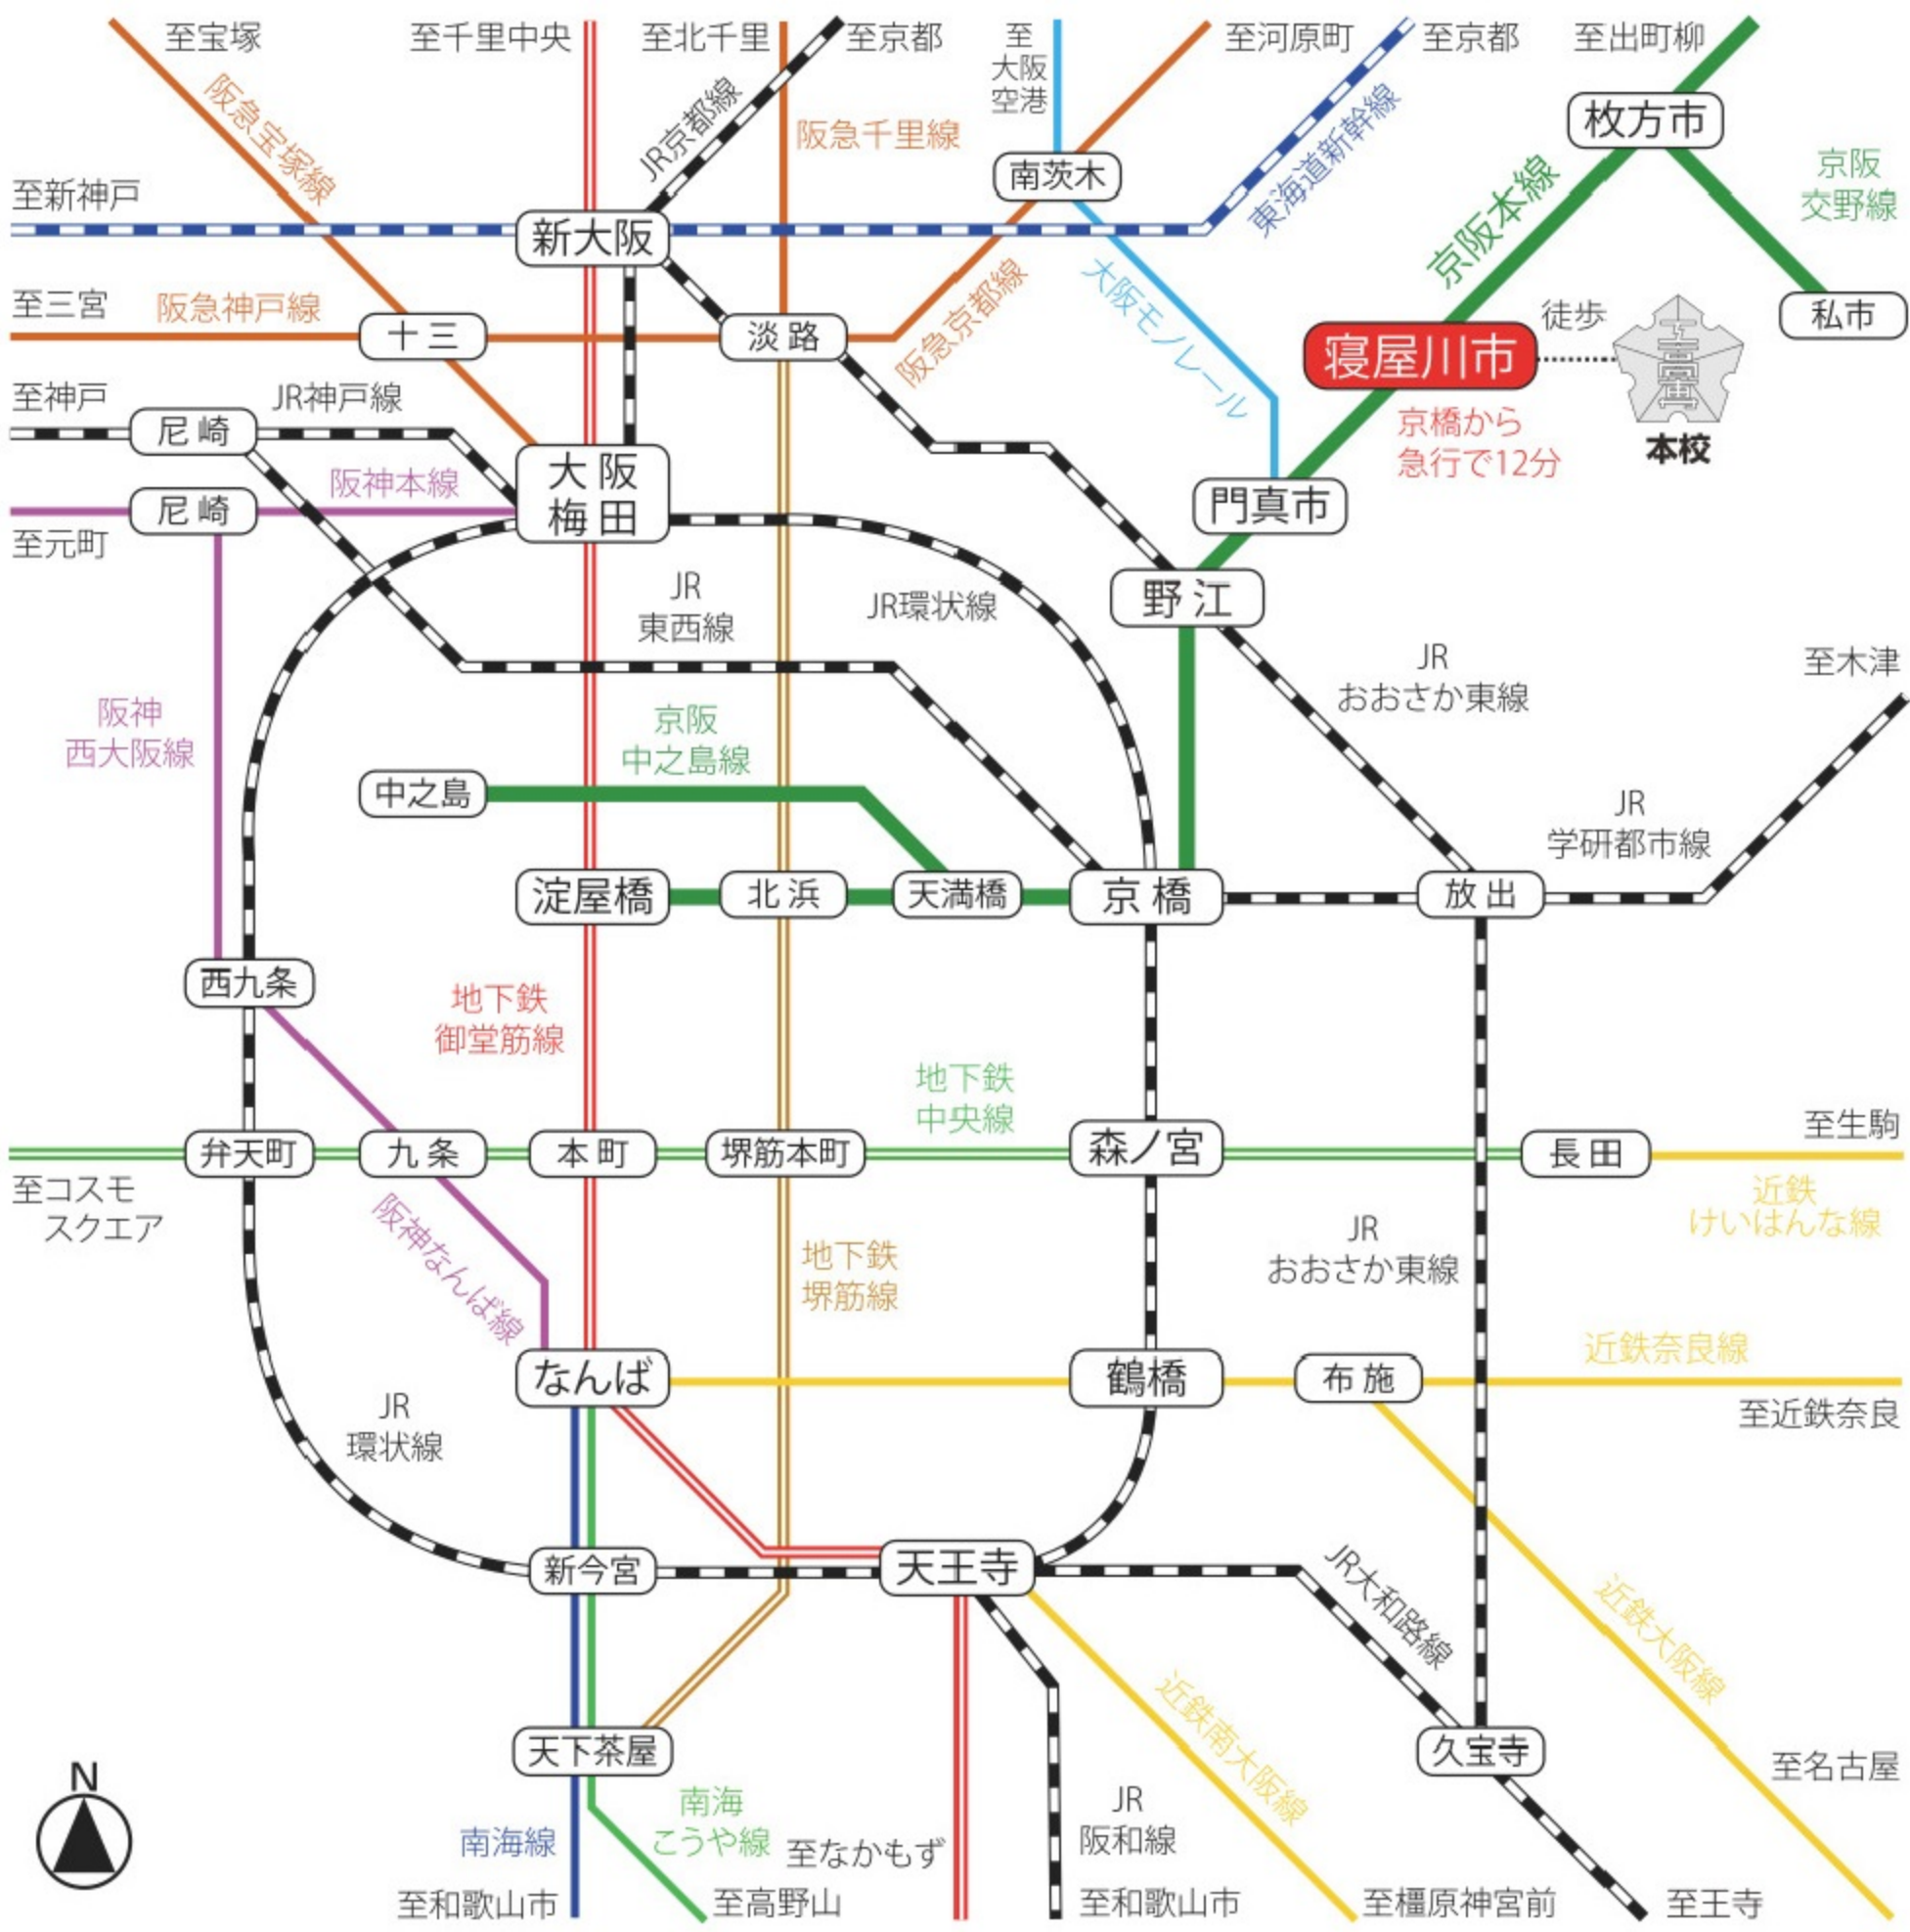 至宝塚
至千里中央
至北千里
至京都
至
大阪
空港
至河原町
至京都
至出町柳
阪急宝塚線
JR京都線
阪急千里線
東海道新幹線
枚方市
京阪
交野線
南茨木
至新神戸
新大阪
京阪本線
至三宮
阪急神戸線
十三
淡路
阪急京都線
大阪モノレール
寝屋川市
徒歩
私市
京橋から
急行で12分
本校
至神戸
尼崎
JR神戸線
大阪
梅田
阪神本線
尼崎
至元町
門真市
野江
JR
東西線
JR環状線
JR
おおさか東線
至木津
阪神
西大阪線
京阪
中之島線
中之島
JR
学研都市線
淀屋橋
北浜
天満橋
京橋
放出
西九条
地下鉄
御堂筋線
地下鉄
中央線
至生駒
弁天町
九条
本町
堺筋本町
森ノ宮
長田
至コスモ
スクエア
近鉄
けいはんな線
阪神なんば線
地下鉄
堺筋線
JR
おおさか東線
近鉄奈良線
なんば
鶴橋
布施
至近鉄奈良
JR
環状線
新今宮
天王寺
JR大和路線
近鉄大阪線
近鉄南大阪線
天下茶屋
久宝寺
至名古屋
N
南海線
南海
こうや線
至なかもず
JR
阪和線
至和歌山市
至高野山
至和歌山市
至橿原神宮前
至王寺